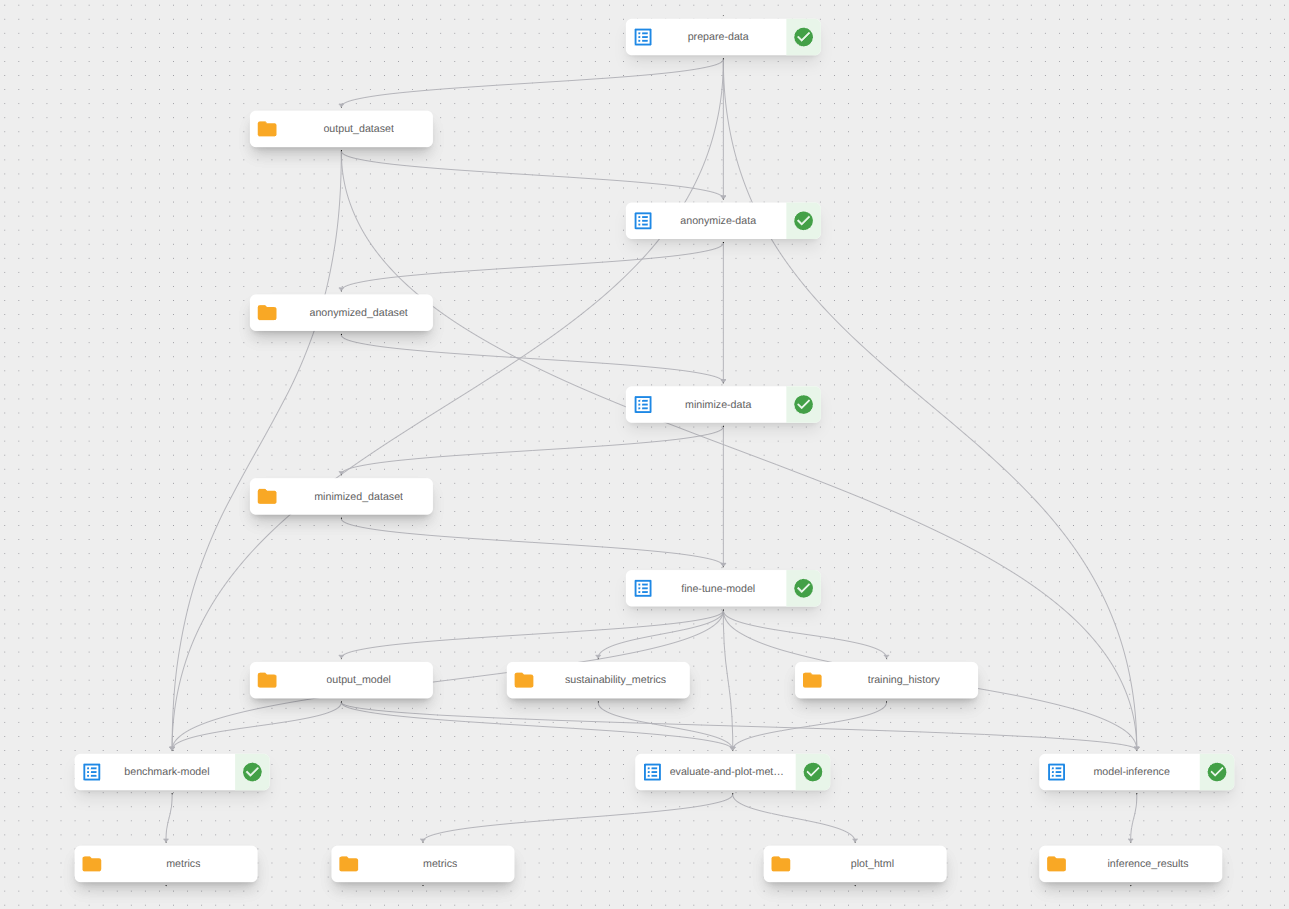 prepare-data
output_dataset
anonymize-data
anonymized_dataset
minimize-data
minimized_dataset
fine-tune-model
output_model
sustainability_metrics
training_history
benchmark-model
evaluate-and-plot-met…
model-inference
metrics
metrics
plot_html
inference_results